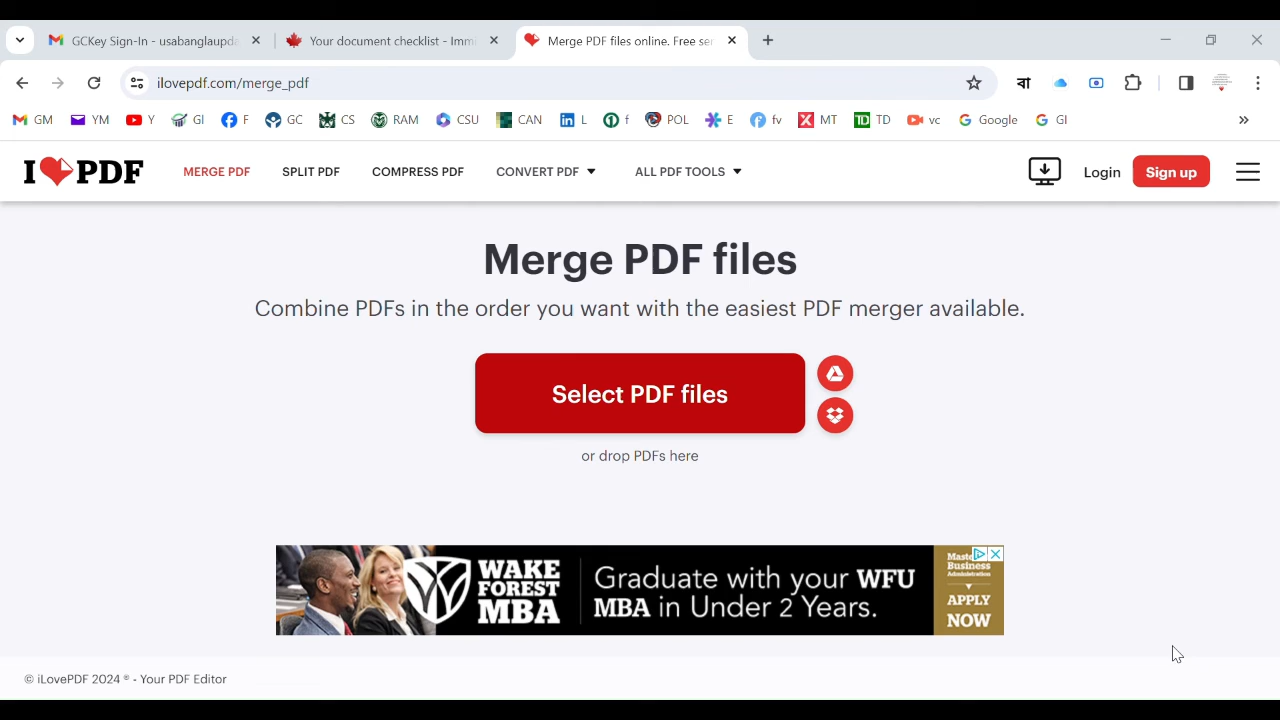 GCKey Sign-In - usabanglaupda
Your document checklist - Immi
Merge PDF files online. Free ser
ilovepdf.com/merge_pdf
বা
GM YM Y GI F GC CS RAM CSU CAN L f POL E fv MT TD vc Google GI
I PDF
MERGE PDF SPLIT PDF COMPRESS PDF CONVERT PDF ALL PDF TOOLS
Login Sign up
Merge PDF files
Combine PDFs in the order you want with the easiest PDF merger available.
Select PDF files
or drop PDFs here
WAKE
FOREST
MBA
Graduate with your WFU
MBA in Under 2 Years.
Business
Administration
APPLY
NOW
© iLovePDF 2024 ® - Your PDF Editor